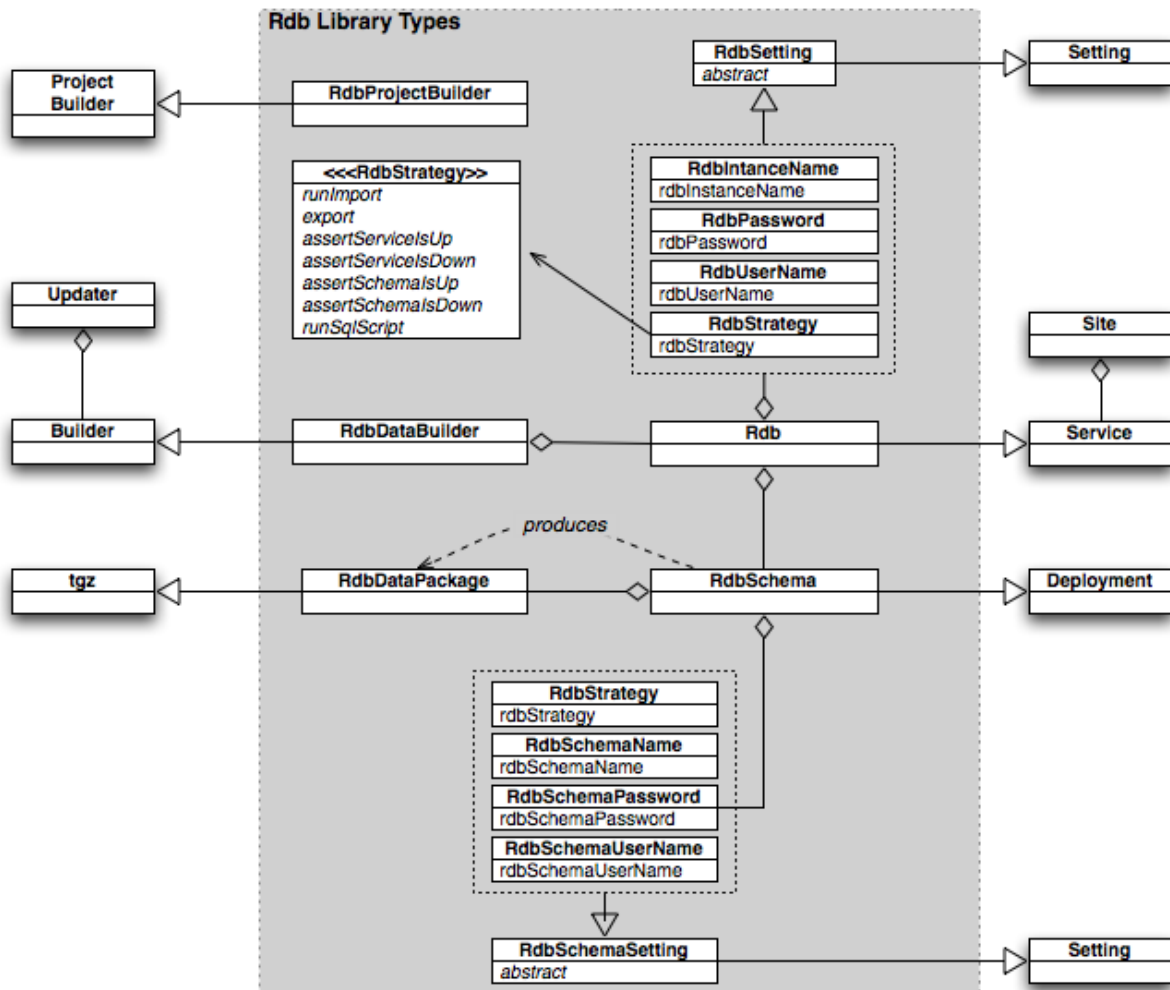 Rdb Library Types
RdbSetting
abstract
Setting
Project
Builder
RdbProjectBuilder
<<<RdbStrategy>>
runImport
export
assertServiceIsUp
assertServiceIsDown
assertSchemaIsUp
assertSchemaIsDown
runSqlScript
RdbIntanceName
rdbInstanceName
RdbPassword
rdbPassword
RdbUserName
rdbUserName
RdbStrategy
rdbStrategy
Updater
Site
Builder
RdbDataBuilder
Rdb
Service
produces
tgz
RdbDataPackage
RdbSchema
Deployment
RdbStrategy
rdbStrategy
RdbSchemaName
rdbSchemaName
RdbSchemaPassword
rdbSchemaPassword
RdbSchemaUserName
rdbSchemaUserName
RdbSchemaSetting
abstract
Setting